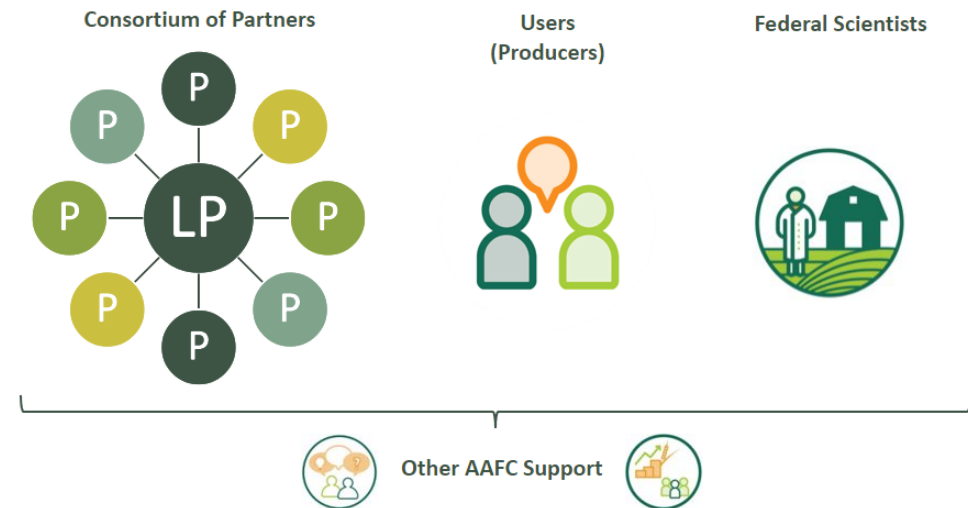 Consortium of Partners
Users
(Producers)
Federal Scientists
P
P
P
P
LP
P
P
P
P
?
Other AAFC Support